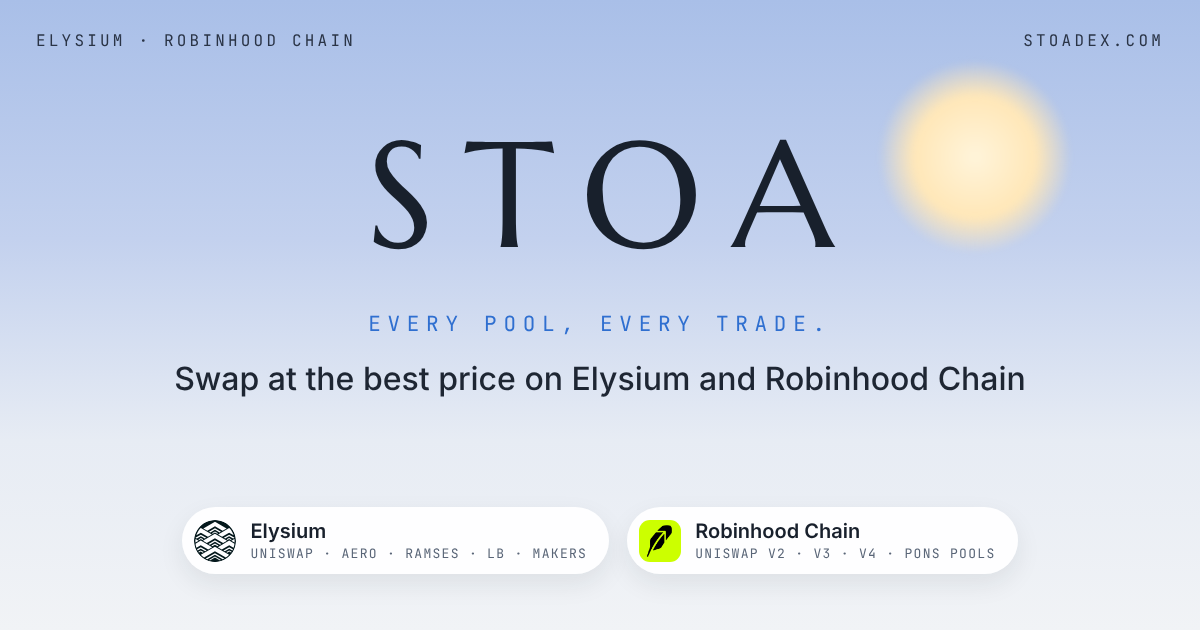 ELYSIUM · ROBINHOOD CHAIN
STOADEX.COM
STOA
EVERY POOL, EVERY TRADE.
Swap at the best price on Elysium and Robinhood Chain
Elysium
UNISWAP · AERO · RAMSES · LB · MAKERS
Robinhood Chain
UNISWAP V2 · V3 · V4 · PONS POOLS